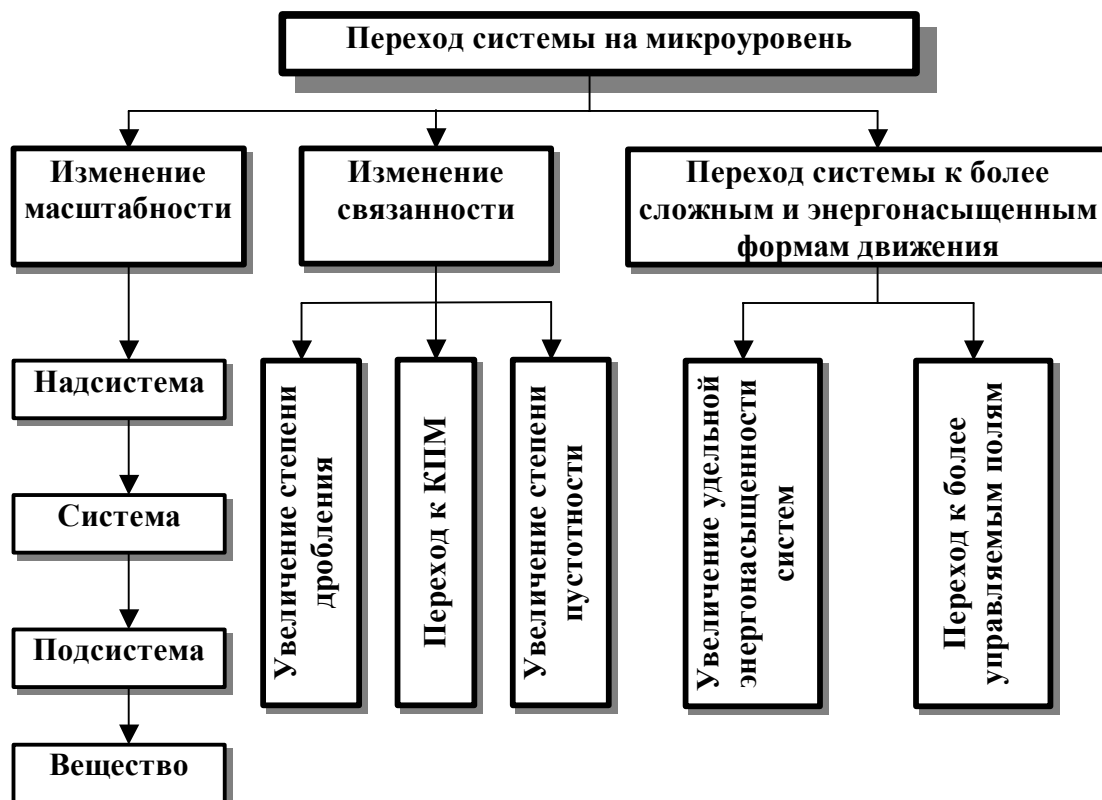 Переход системы на микроуровень
Изменение
масштабности
Изменение
связанности
Переход системы к более
сложным и энергонасыщенным
формам движения
Надсистема
Система
Подсистема
Вещество
Увеличение степени
дробления
Переход к КПМ
Увеличение степени
пустотности
Увеличение удельной
энергонасыщенности
систем
Переход к более
управляемым полям